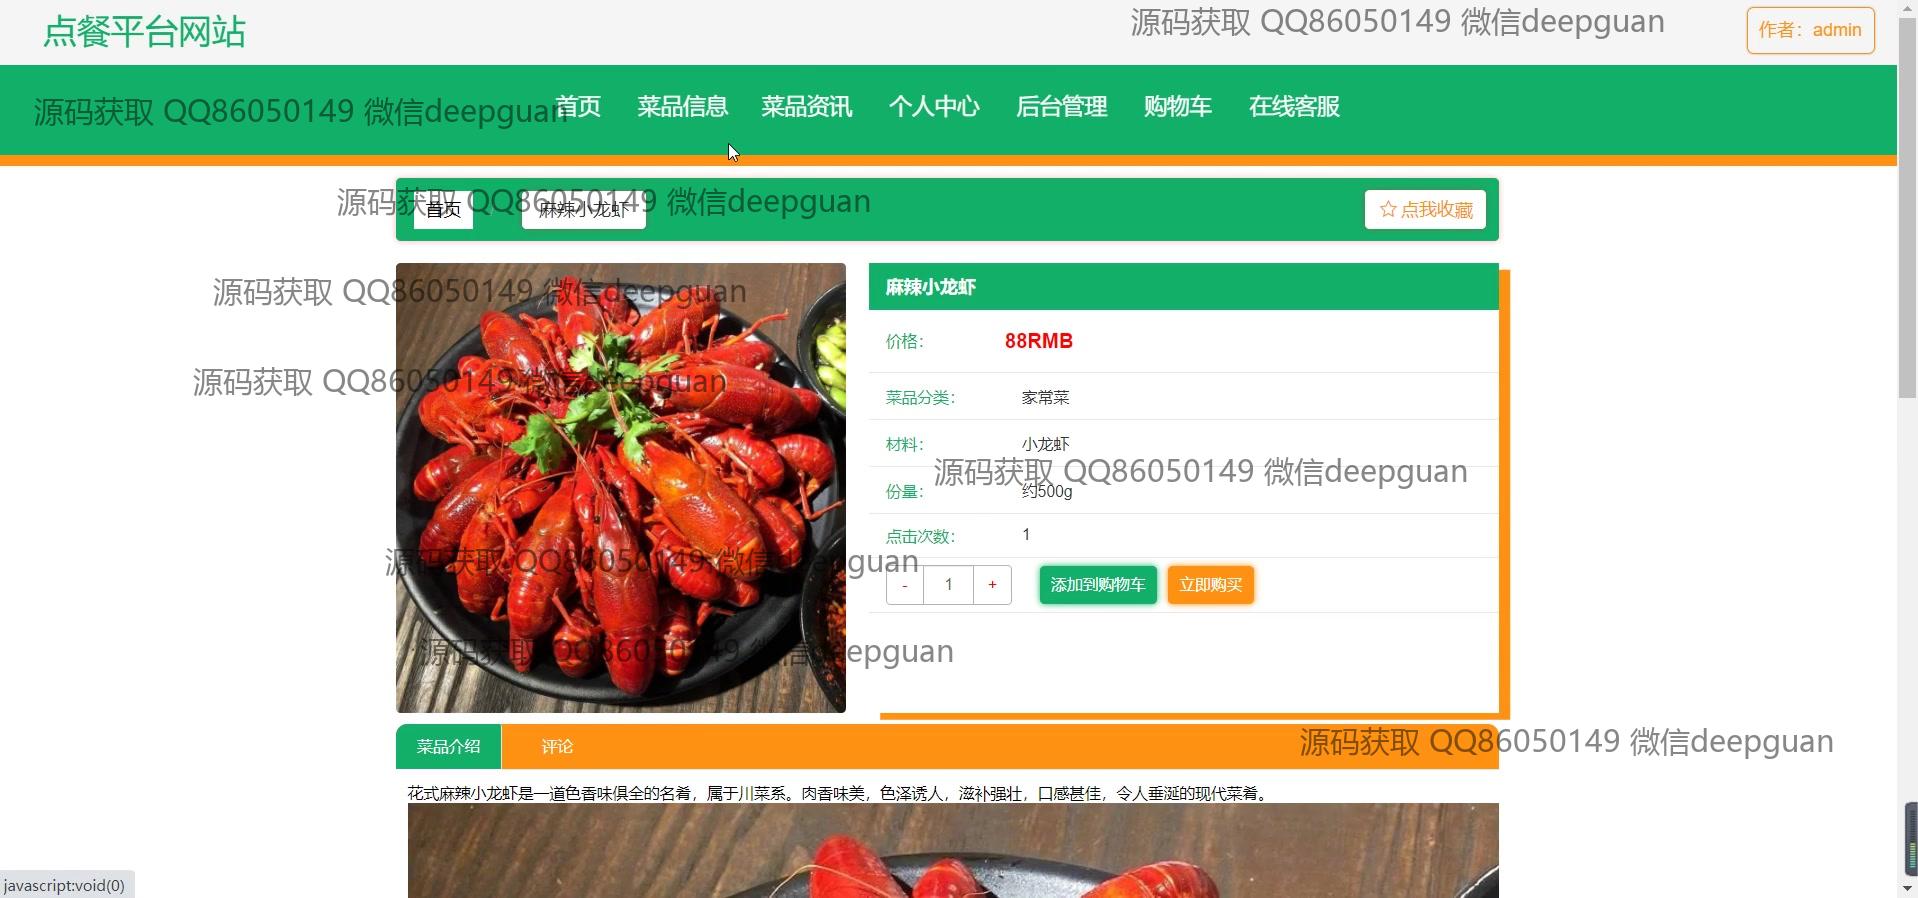 点餐平台网站
源码获取 QQ86050149 微信deepguan
作者：admin
源码获取 QQ86050149 微信deepguan
首页
菜品信息
菜品资讯
个人中心
后台管理
购物车
在线客服
源码获取 QQ86050149 微信deepguan
首页
麻辣小龙虾
☆ 点我收藏
源码获取 QQ86050149 微信deepguan
麻辣小龙虾
价格： 88RMB
源码获取 QQ86050149 微信deepguan
菜品分类： 家常菜
材料： 小龙虾
源码获取 QQ86050149 微信deepguan
份量： 约500g
点击次数： 1
源码获取 QQ86050149 微信deepguan
- 1 +
添加到购物车
立即购买
源码获取 QQ86050149 微信deepguan
源码获取 QQ86050149 微信deepguan
菜品介绍
评论
花式麻辣小龙虾是一道色香味俱全的名肴，属于川菜系。肉香味美，色泽诱人，滋补强壮，口感甚佳，令人垂涎的现代菜肴。
javascript:void(0)